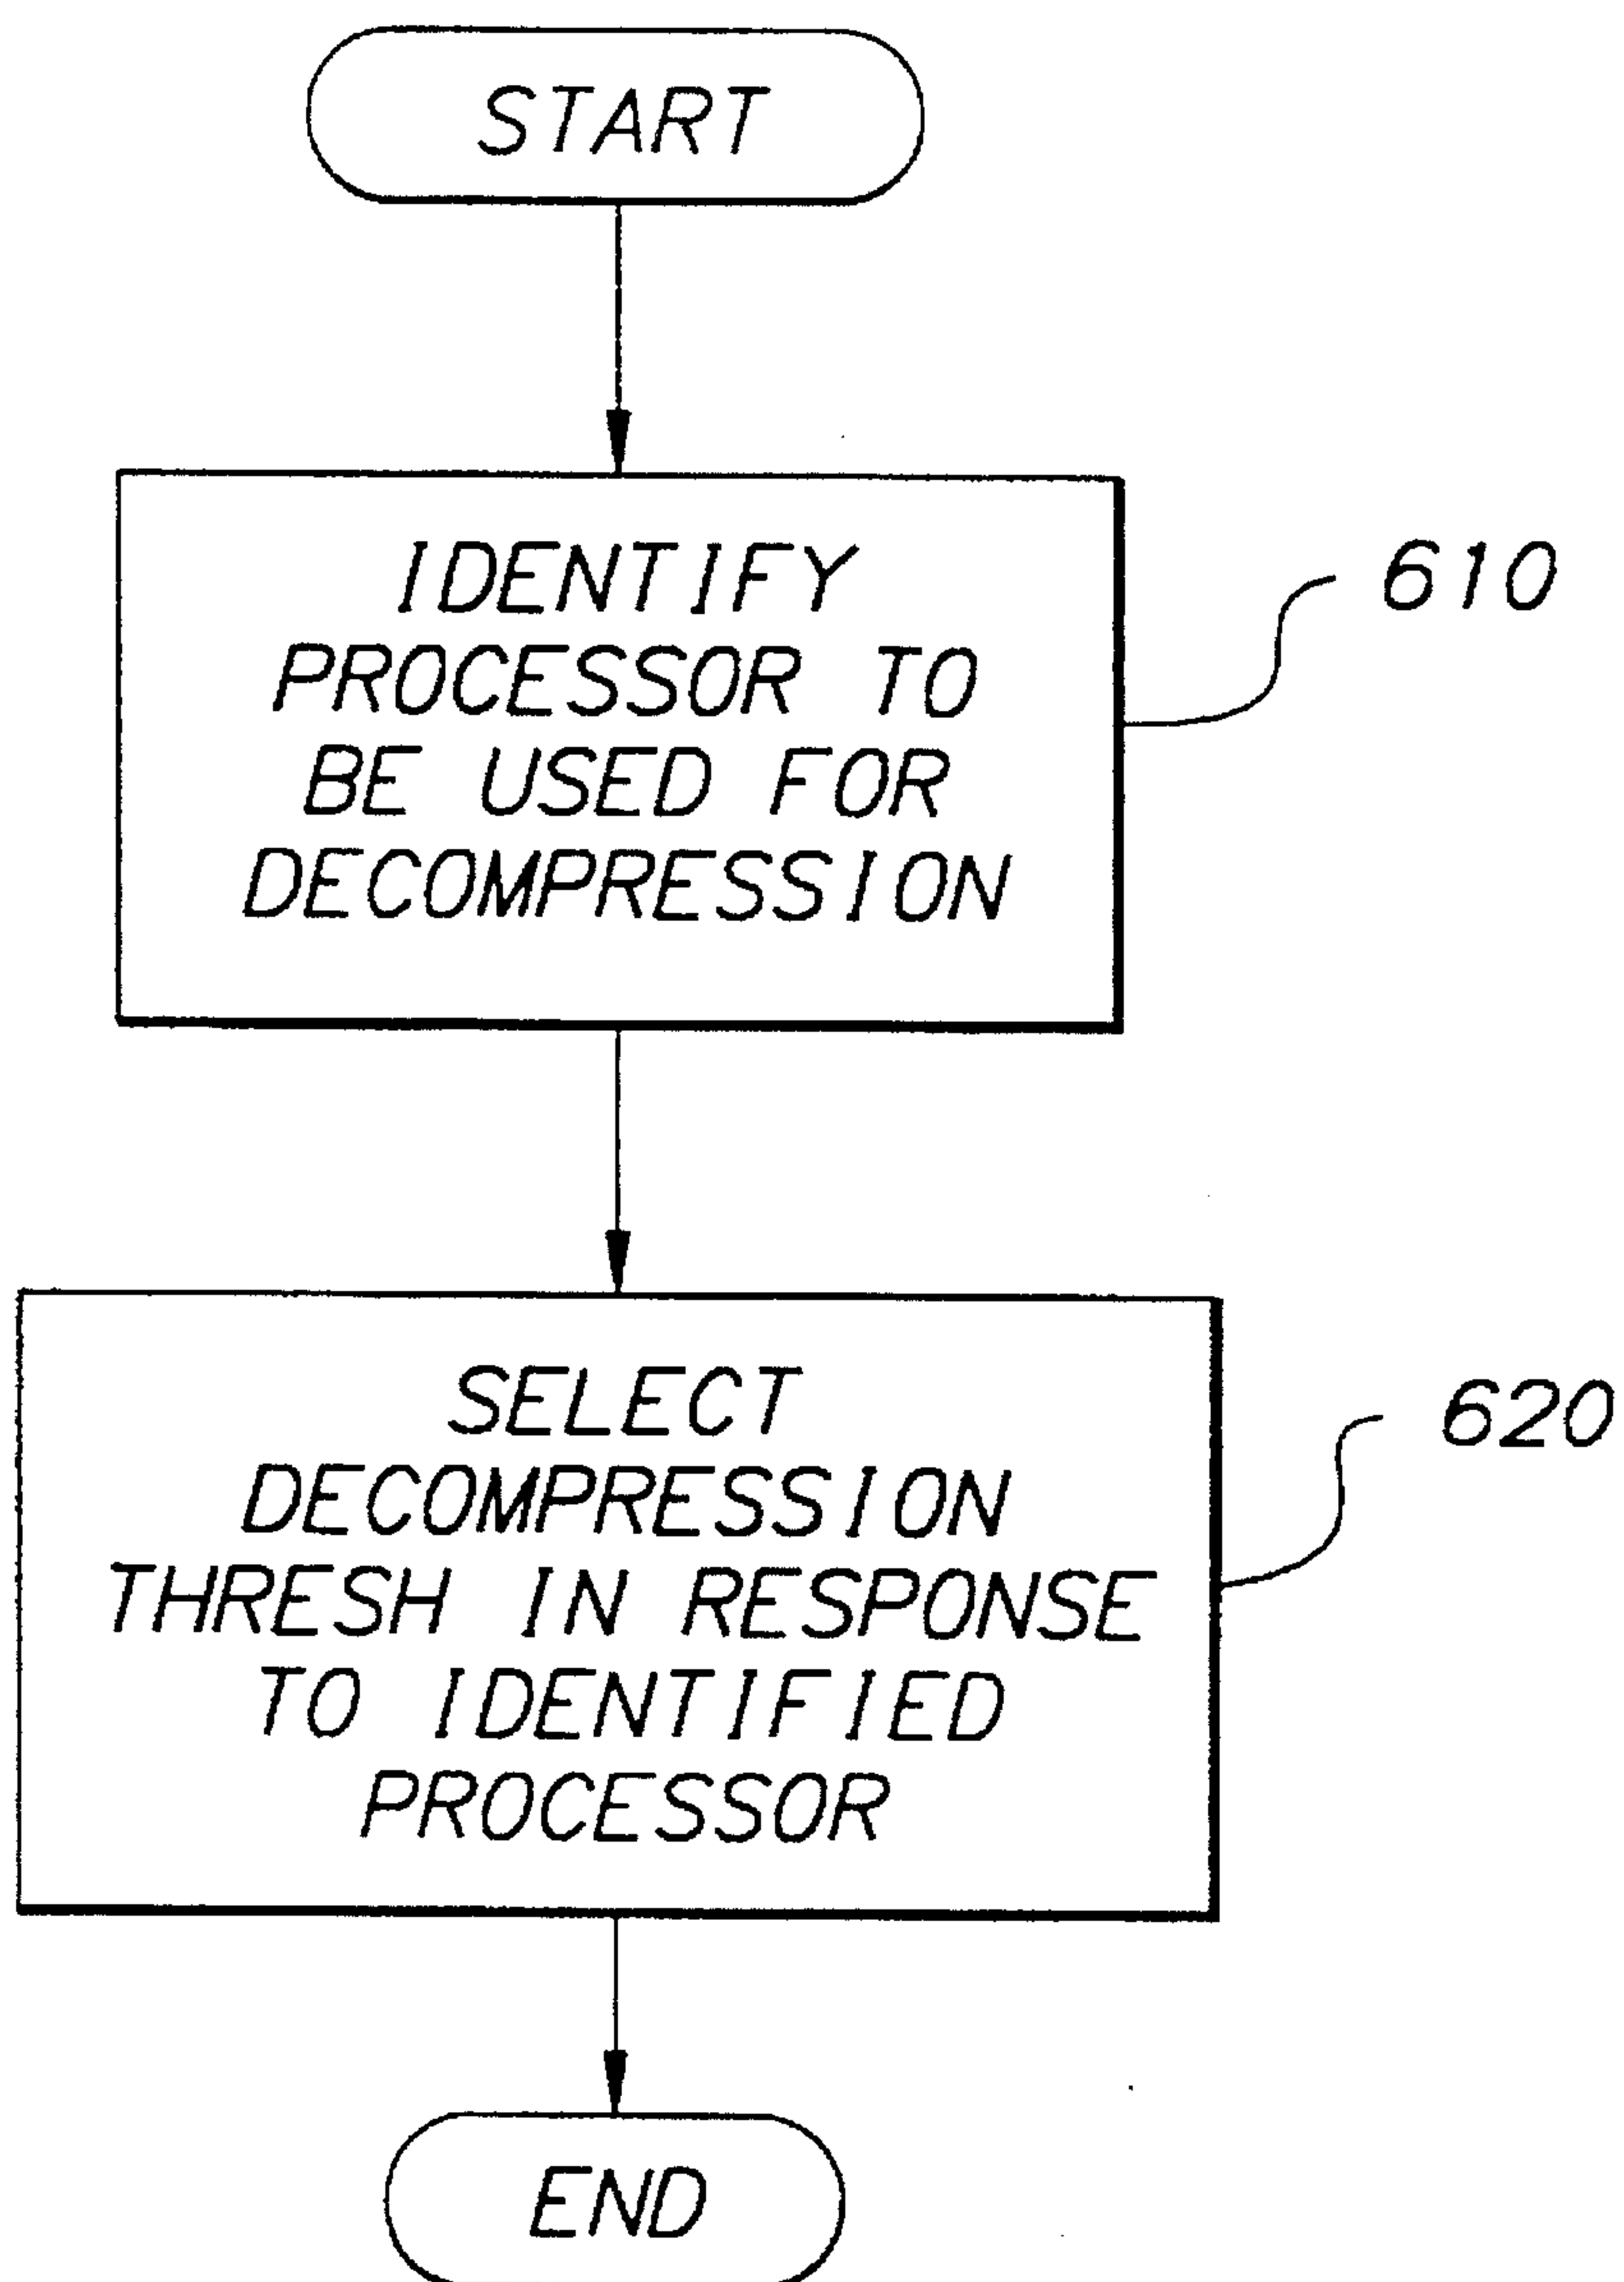 START
IDENTIFY
PROCESSOR TO
BE USED FOR
DECOMPRESSION
610
SELECT
DECOMPRESSION
THRESH IN RESPONSE
TO IDENTIFIED
PROCESSOR
620
END